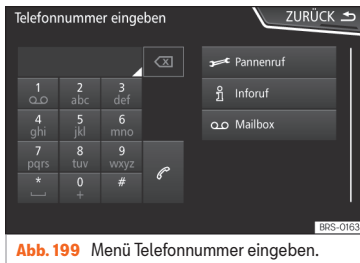 Telefonnummer eingeben
ZURÜCK
1 2 3
abc def
4 5 6
ghi jkl mno
7 8 9
pqrs tuv wxyz
* 0 #
+
Pannenruf
Inforuf
Mailbox
BRS-0163
Abb. 199 Menü Telefonnummer eingeben.